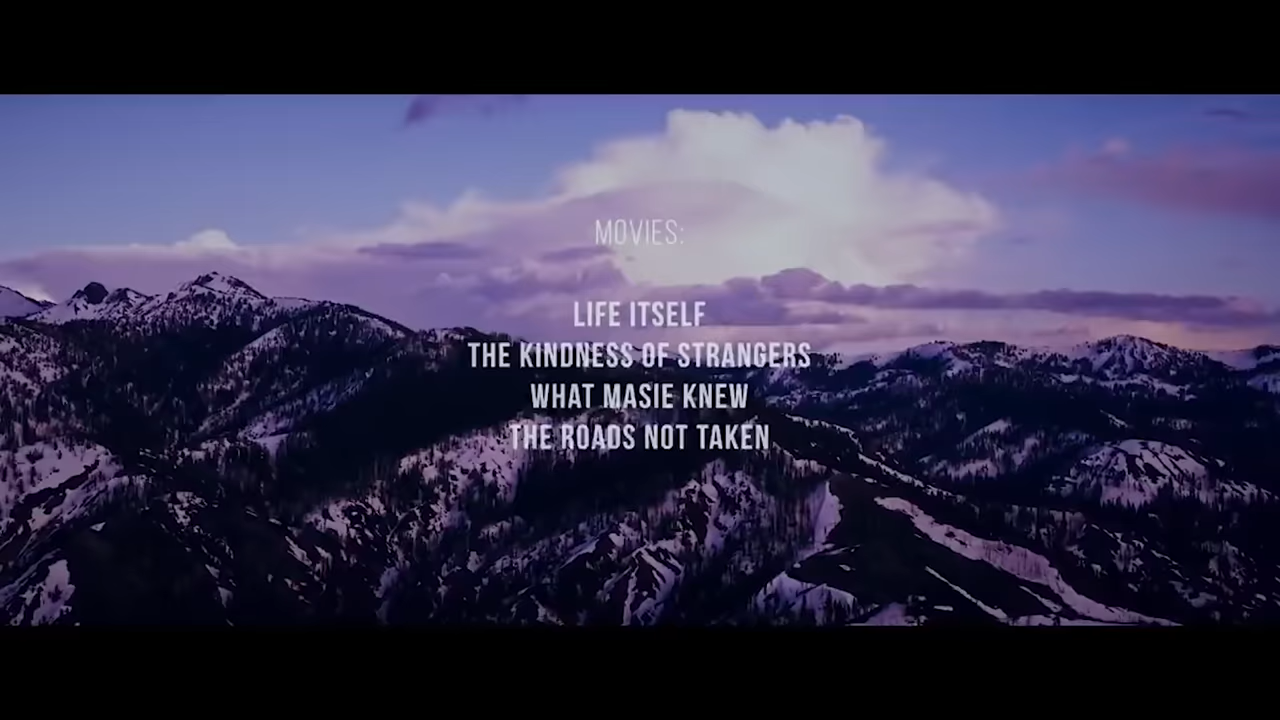 MOVIES:
LIFE ITSELF
THE KINDNESS OF STRANGERS
WHAT MASIE KNEW
THE ROADS NOT TAKEN